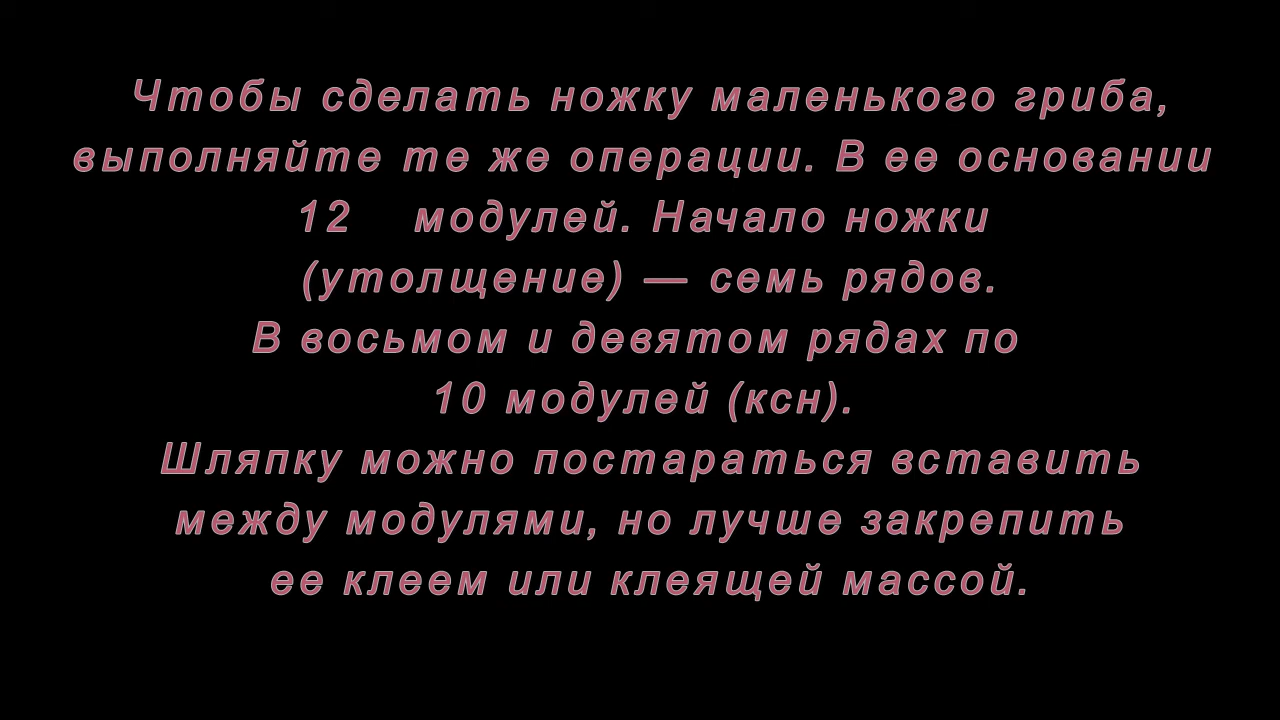 Чтобы сделать ножку маленького гриба,
выполняйте те же операции. В ее основании
12 модулей. Начало ножки
(утолщение) — семь рядов.
В восьмом и девятом рядах по
10 модулей (ксн).
Шляпку можно постараться вставить
между модулями, но лучше закрепить
ее клеем или клеящей массой.